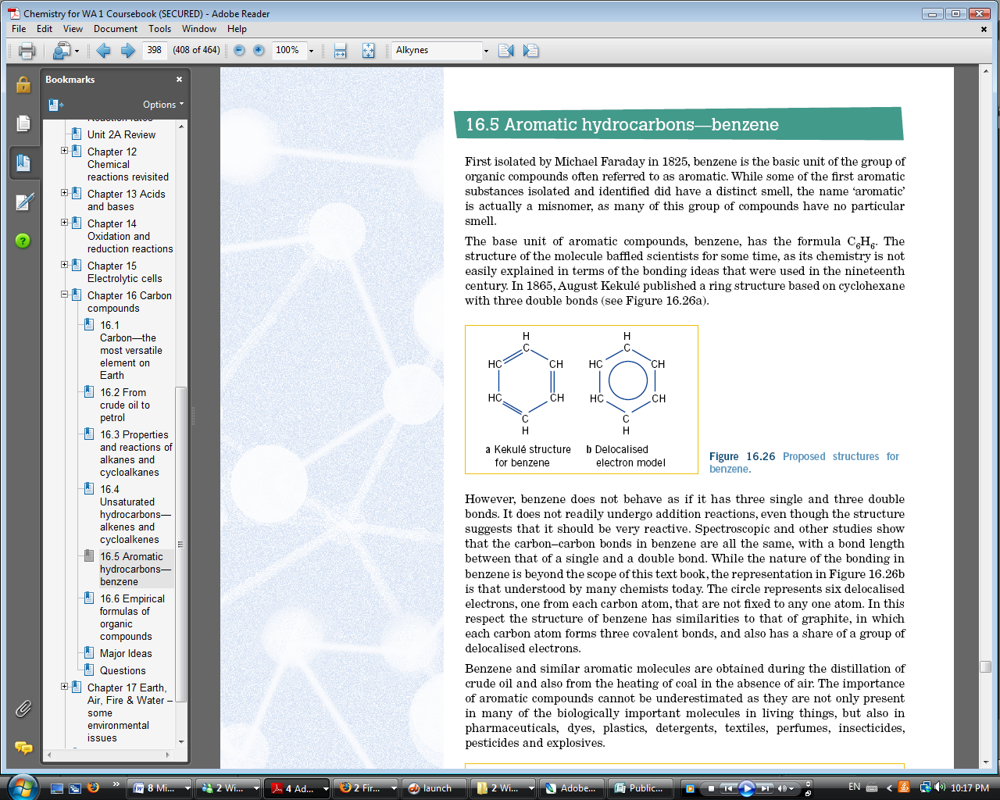 Chemistry for WA 1 Coursebook (SECURED) - Adobe Reader
File Edit View Document Tools Window Help
398 (408 of 464) 100% Alkynes
Bookmarks
Options
Reaction rates
Unit 2A Review
Chapter 12
Chemical
reactions revisited
Chapter 13 Acids
and bases
Chapter 14
Oxidation and
reduction reactions
Chapter 15
Electrolytic cells
Chapter 16 Carbon
compounds
16.1
Carbon—the
most versatile
element on
Earth
16.2 From
crude oil to
petrol
16.3 Properties
and reactions of
alkanes and
cycloalkanes
16.4
Unsaturated
hydrocarbons—
alkenes and
cycloalkenes
16.5 Aromatic
hydrocarbons—
benzene
16.6 Empirical
formulas of
organic
compounds
Major Ideas
Questions
Chapter 17 Earth,
Air, Fire & Water –
some
environmental
issues
16.5 Aromatic hydrocarbons—benzene
First isolated by Michael Faraday in 1825, benzene is the basic unit of the group of
organic compounds often referred to as aromatic. While some of the first aromatic
substances isolated and identified did have a distinct smell, the name ‘aromatic’
is actually a misnomer, as many of this group of compounds have no particular
smell.
The base unit of aromatic compounds, benzene, has the formula C₆H₆. The
structure of the molecule baffled scientists for some time, as its chemistry is not
easily explained in terms of the bonding ideas that were used in the nineteenth
century. In 1865, August Kekulé published a ring structure based on cyclohexane
with three double bonds (see Figure 16.26a).
H H
C C
HC CH HC CH
HC CH HC CH
C C
H H
a Kekulé structure b Delocalised
for benzene electron model
Figure 16.26 Proposed structures for
benzene.
However, benzene does not behave as if it has three single and three double
bonds. It does not readily undergo addition reactions, even though the structure
suggests that it should be very reactive. Spectroscopic and other studies show
that the carbon–carbon bonds in benzene are all the same, with a bond length
between that of a single and a double bond. While the nature of the bonding in
benzene is beyond the scope of this text book, the representation in Figure 16.26b
is that understood by many chemists today. The circle represents six delocalised
electrons, one from each carbon atom, that are not fixed to any one atom. In this
respect the structure of benzene has similarities to that of graphite, in which
each carbon atom forms three covalent bonds, and also has a share of a group of
delocalised electrons.
Benzene and similar aromatic molecules are obtained during the distillation of
crude oil and also from the heating of coal in the absence of air. The importance
of aromatic compounds cannot be underestimated as they are not only present
in many of the biologically important molecules in living things, but also in
pharmaceuticals, dyes, plastics, detergents, textiles, perfumes, insecticides,
pesticides and explosives.
8 Mi... 2 Wi... 4 Ad... 2 Fir... launch 2 Wi... Adobe... Public... EN 10:17 PM